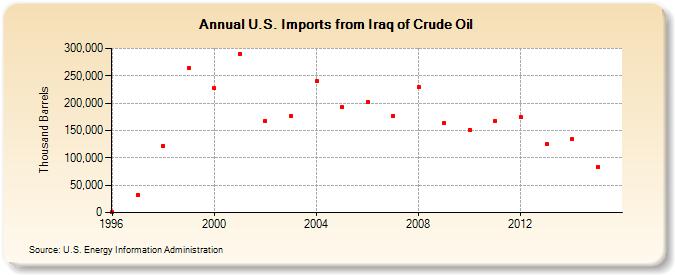 Annual U.S. Imports from Iraq of Crude Oil
Thousand Barrels
300,000
250,000
200,000
150,000
100,000
50,000
0
1996 2000 2004 2008 2012
Source: U.S. Energy Information Administration